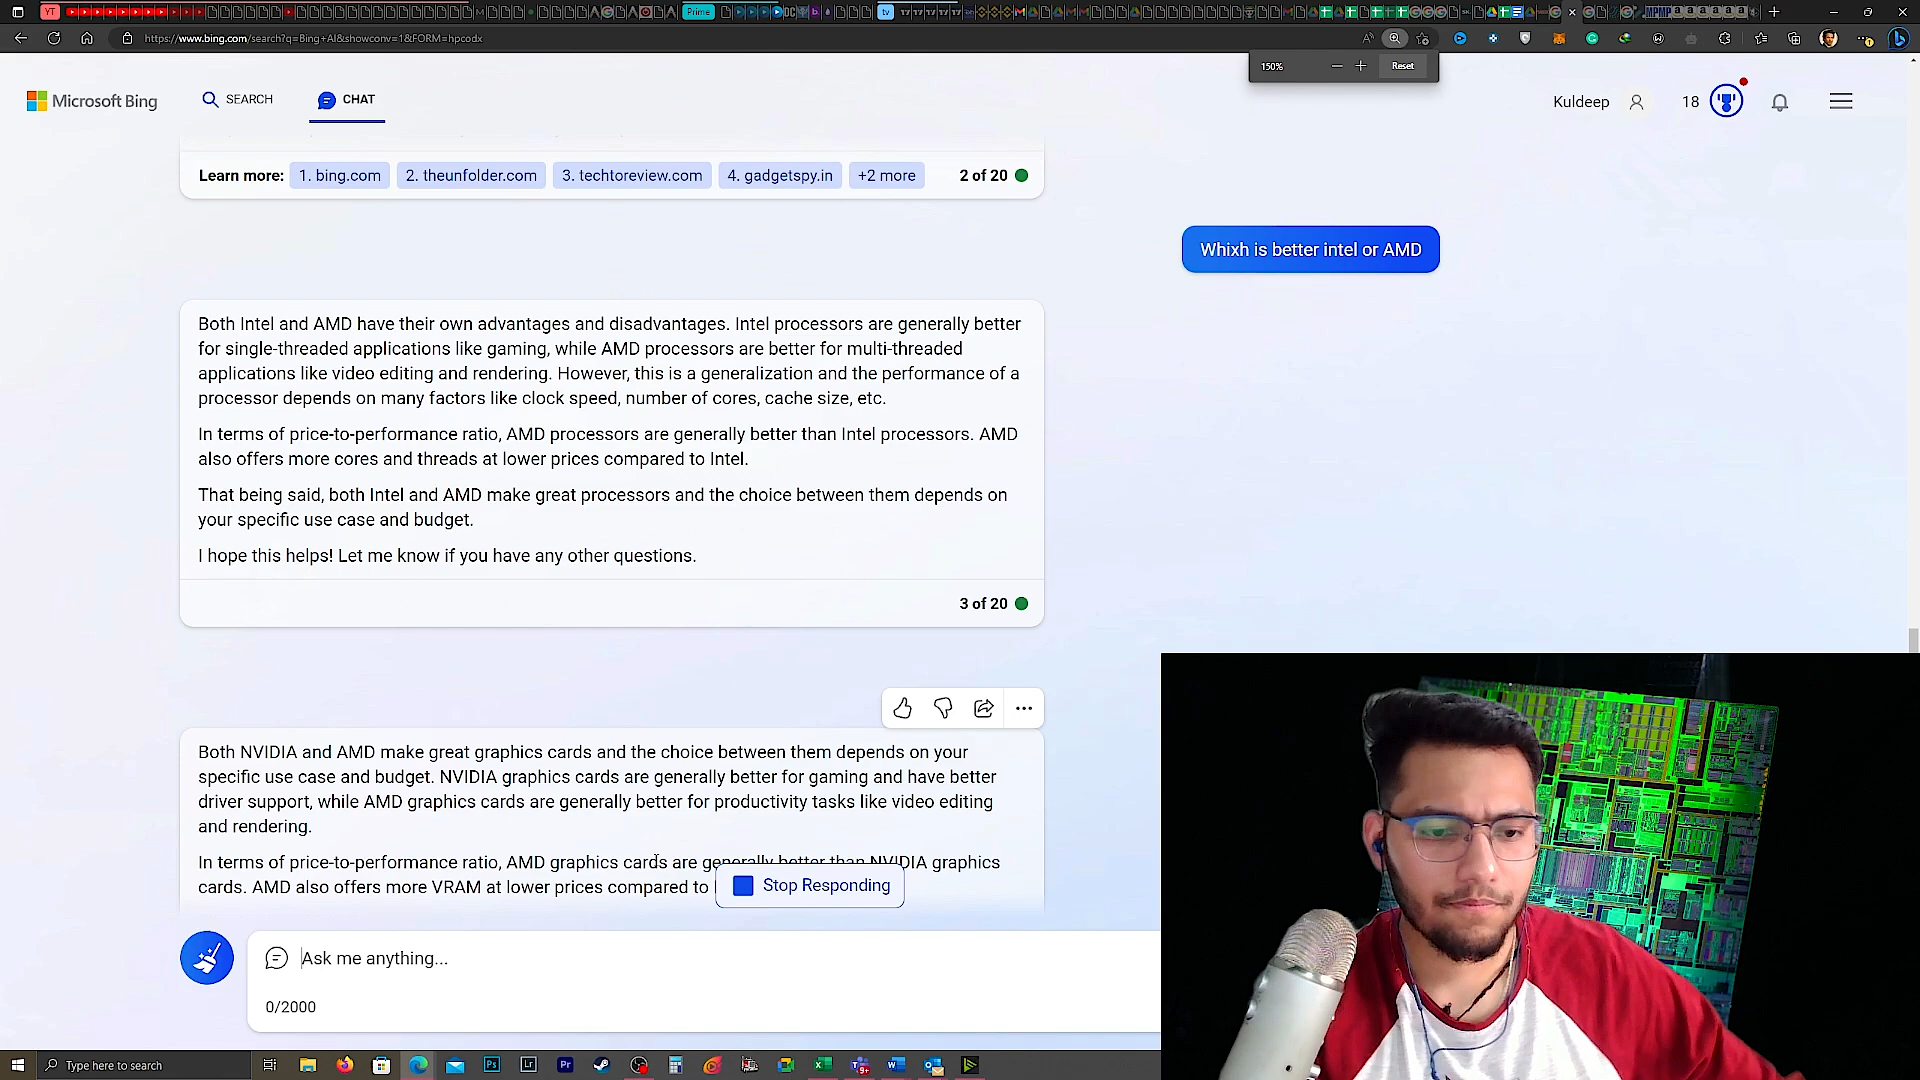 YT
Prime
tv
https://www.bing.com/search?q=Bing+AI&showconv=1&FORM=hpcodx
150%
Reset
Microsoft Bing
SEARCH
CHAT
Kuldeep
18
Learn more:
1. bing.com
2. theunfolder.com
3. techtoreview.com
4. gadgetspy.in
+2 more
2 of 20
Whixh is better intel or AMD
Both Intel and AMD have their own advantages and disadvantages. Intel processors are generally better
for single-threaded applications like gaming, while AMD processors are better for multi-threaded
applications like video editing and rendering. However, this is a generalization and the performance of a
processor depends on many factors like clock speed, number of cores, cache size, etc.
In terms of price-to-performance ratio, AMD processors are generally better than Intel processors. AMD
also offers more cores and threads at lower prices compared to Intel.
That being said, both Intel and AMD make great processors and the choice between them depends on
your specific use case and budget.
I hope this helps! Let me know if you have any other questions.
3 of 20
Both NVIDIA and AMD make great graphics cards and the choice between them depends on your
specific use case and budget. NVIDIA graphics cards are generally better for gaming and have better
driver support, while AMD graphics cards are generally better for productivity tasks like video editing
and rendering.
In terms of price-to-performance ratio, AMD graphics cards are generally better than NVIDIA graphics
cards. AMD also offers more VRAM at lower prices compared to
Stop Responding
Ask me anything...
0/2000
Type here to search
Ps
Lr
Pr